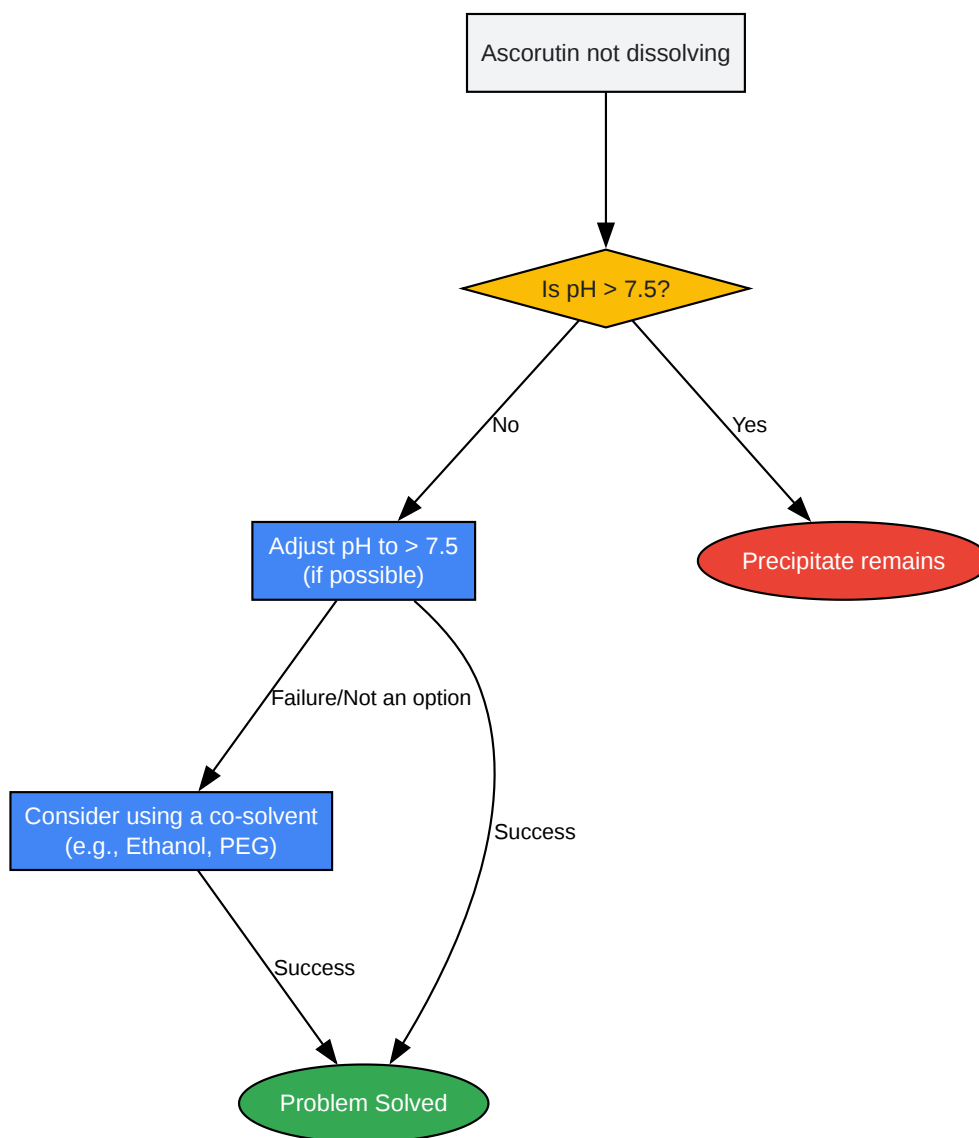 Ascorutin not dissolving
Is pH > 7.5?
No
Yes
Adjust pH to > 7.5
(if possible)
Precipitate remains
Failure/Not an option
Consider using a co-solvent
(e.g., Ethanol, PEG)
Success
Success
Problem Solved